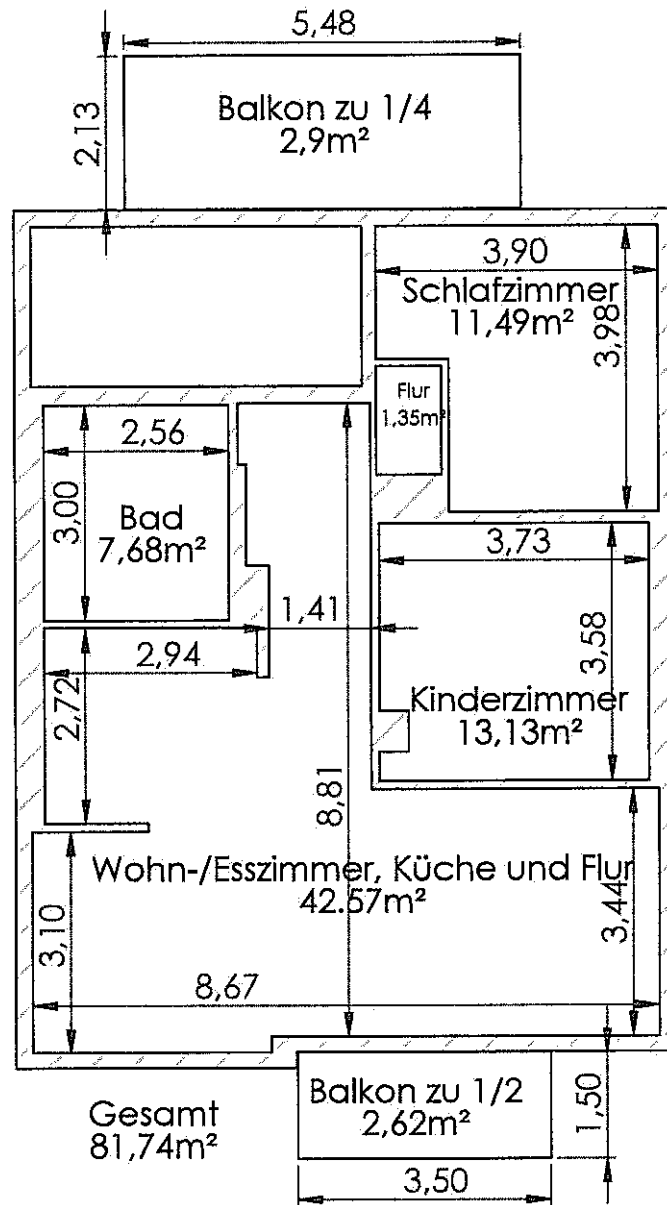 5,48
2,13
Balkon zu 1/4
2,9m²
3,90
Schlafzimmer
11,49m²
3,98
Flur
1,35m²
2,56
3,00
Bad
7,68m²
3,73
1,41
3,58
2,94
2,72
Kinderzimmer
13,13m²
8,81
Wohn-/Esszimmer, Küche und Flur
42.57m²
3,10
3,44
8,67
Balkon zu 1/2
2,62m²
1,50
Gesamt
81,74m²
3,50